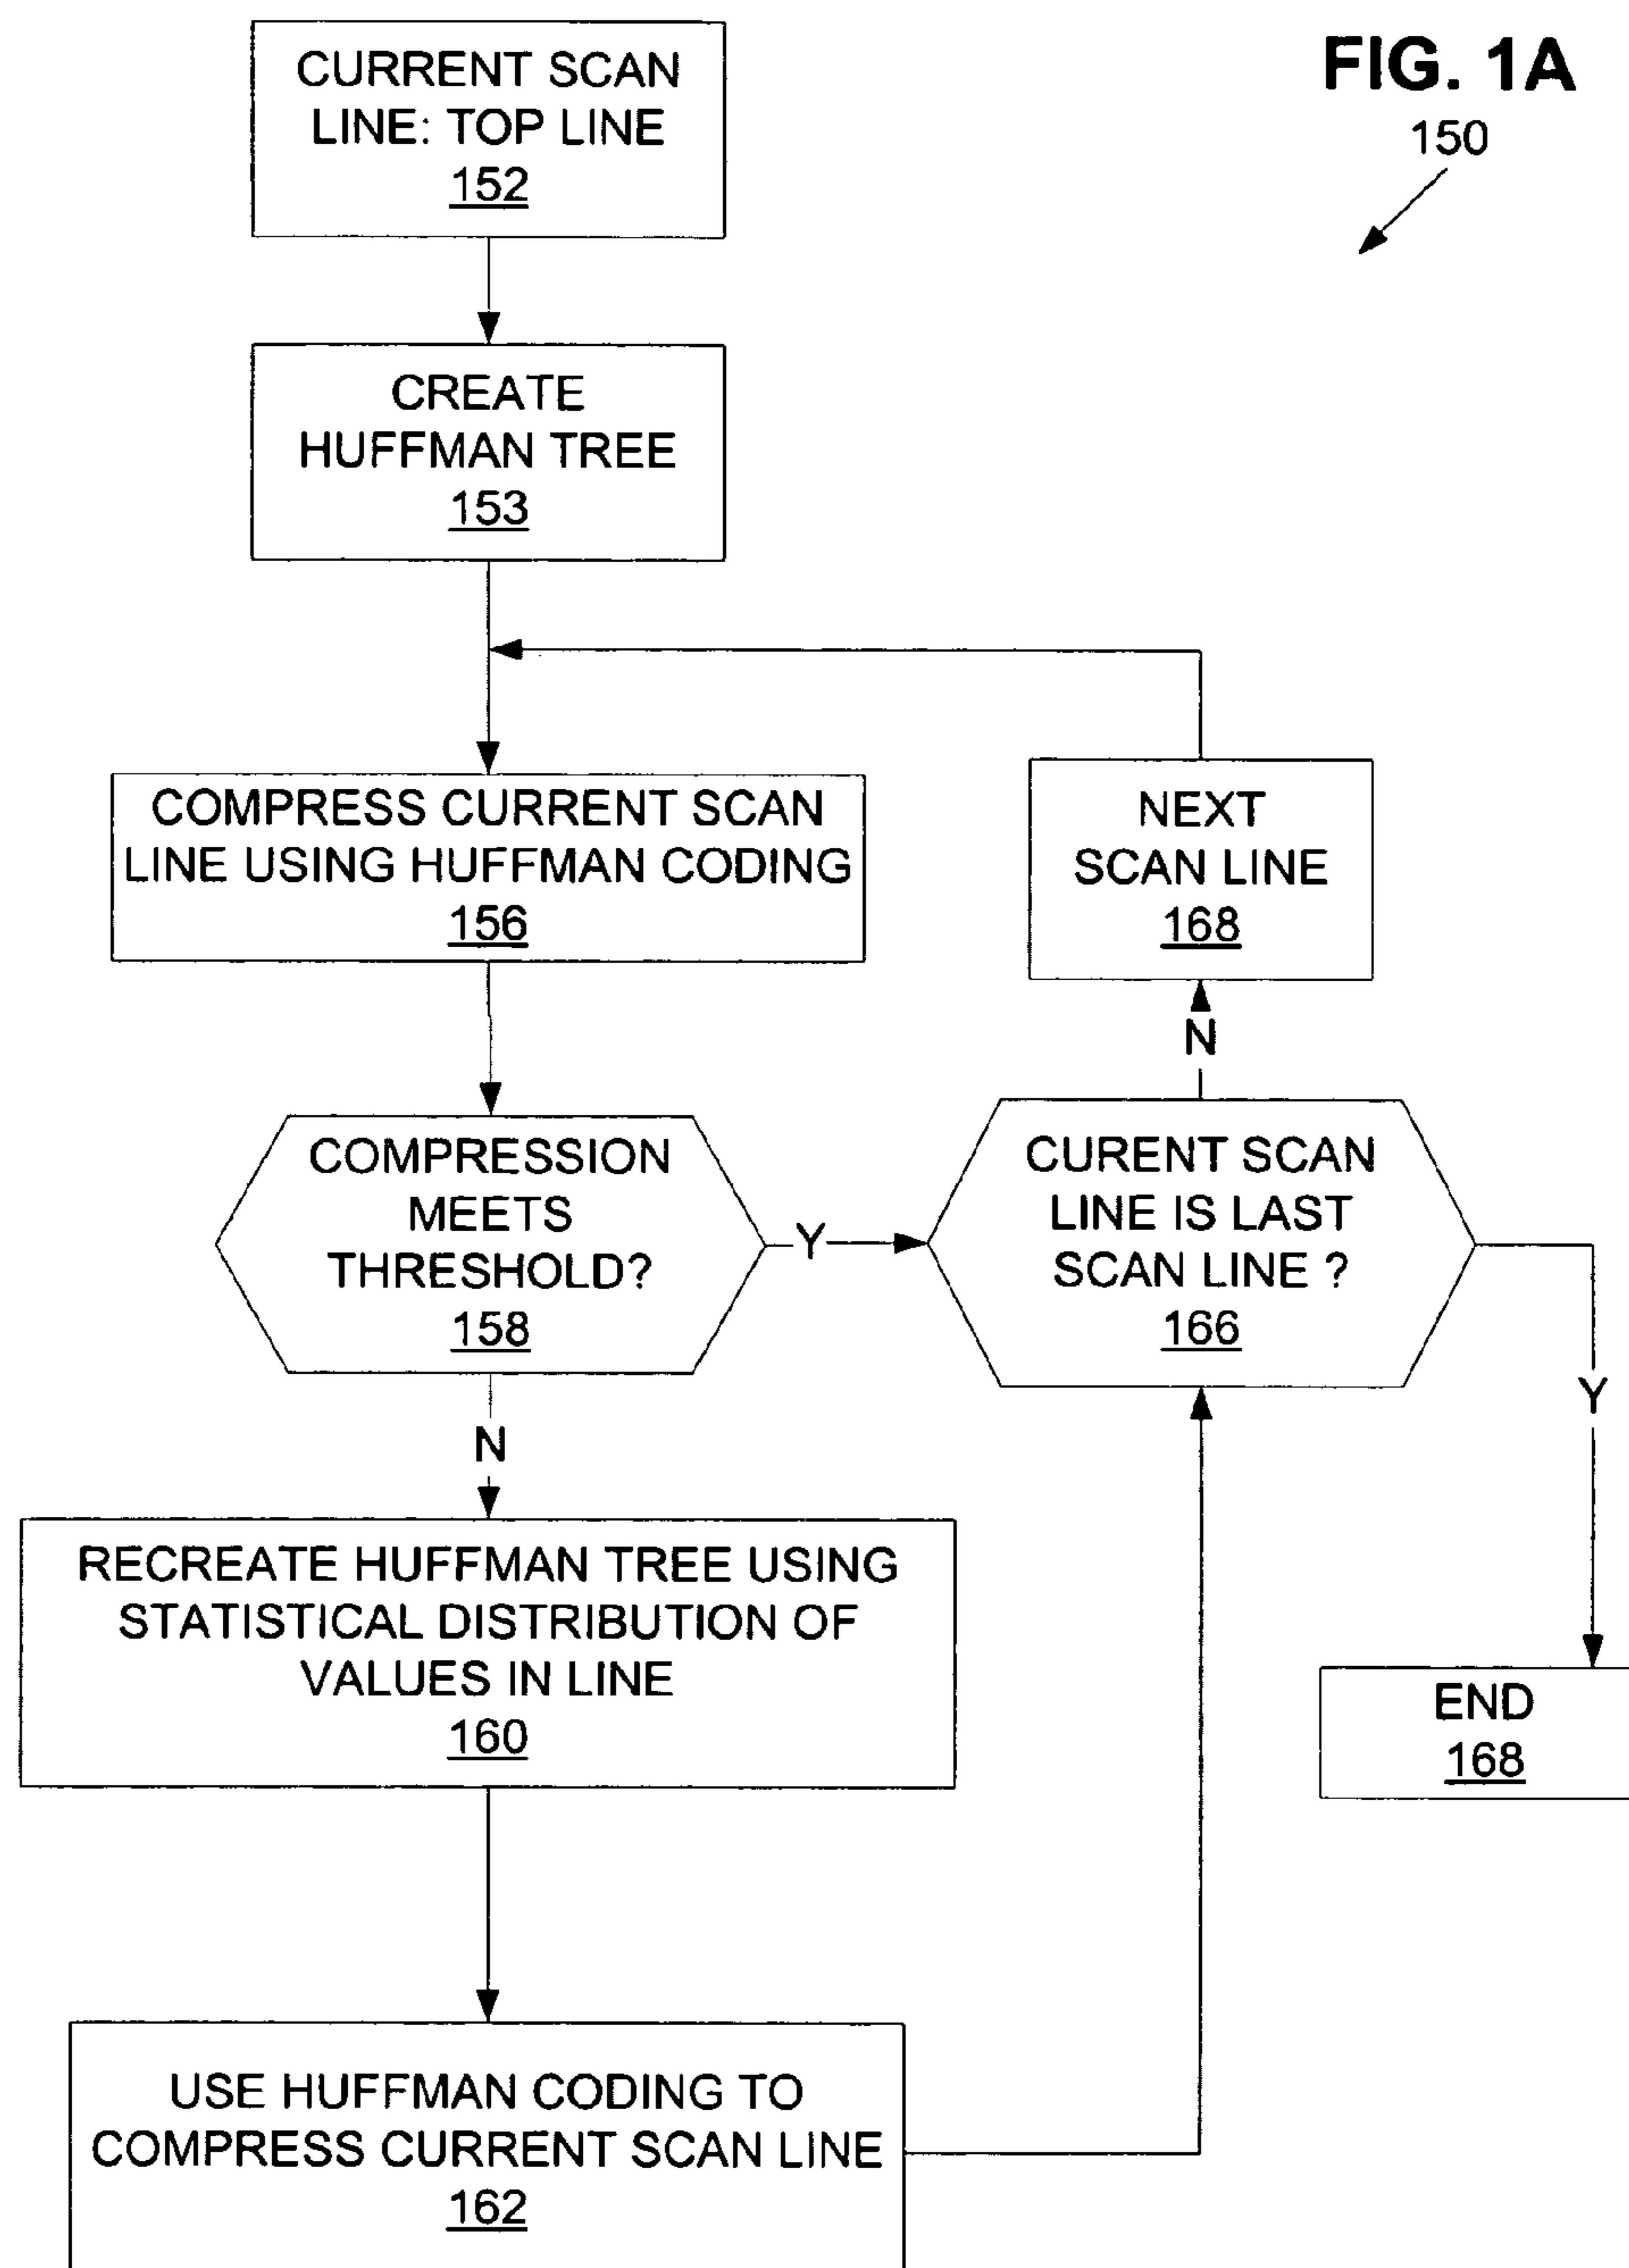 FIG. 1A
150
CURRENT SCAN
LINE: TOP LINE
152
CREATE
HUFFMAN TREE
153
COMPRESS CURRENT SCAN
LINE USING HUFFMAN CODING
156
NEXT
SCAN LINE
168
N
COMPRESSION
MEETS
THRESHOLD?
158
Y
CURENT SCAN
LINE IS LAST
SCAN LINE ?
166
Y
N
RECREATE HUFFMAN TREE USING
STATISTICAL DISTRIBUTION OF
VALUES IN LINE
160
END
168
USE HUFFMAN CODING TO
COMPRESS CURRENT SCAN LINE
162